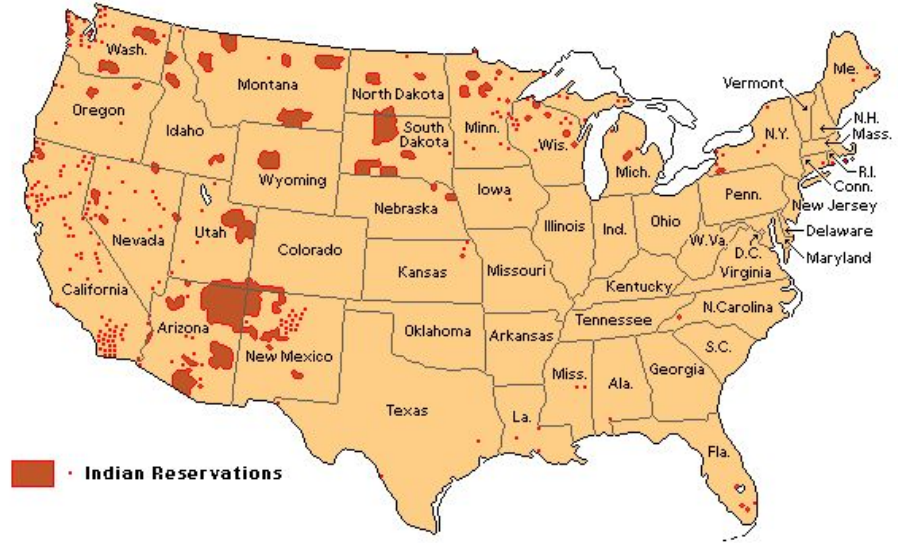 Wash.
Montana
North Dakota
Minn.
Oregon
Idaho
South
Dakota
Wis.
Mich.
Vermont
Me.
N.H.
Mass.
N.Y.
R.I.
Conn.
New Jersey
Wyoming
Iowa
Nebraska
Penn.
Illinois
Ind.
Ohio
Delaware
Maryland
Nevada
Utah
Colorado
Kansas
Missouri
W.Va.
D.C.
Virginia
Kentucky
California
Arizona
New Mexico
Oklahoma
Arkansas
Tennessee
N.Carolina
S.C.
Texas
La.
Miss.
Ala.
Georgia
Fla.
Indian Reservations